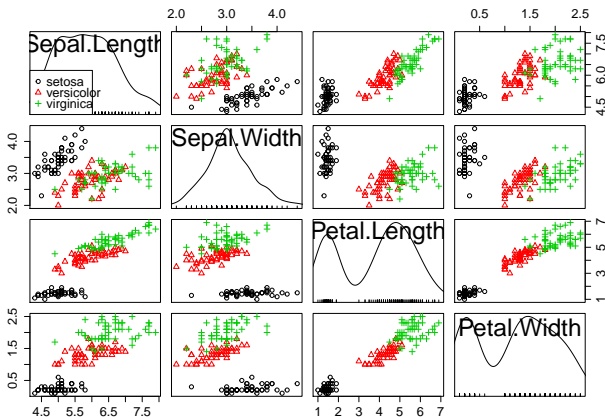 2.0 3.0 4.0
0.5 1.5 2.5
Sepal.Length
setosa
versicolor
virginica
4.5 6.0 7.5
2.0 3.0 4.0
Sepal.Width
Petal.Length
1 3 5 7
0.5 1.5 2.5
Petal.Width
4.5 5.5 6.5 7.5
1 2 3 4 5 6 7